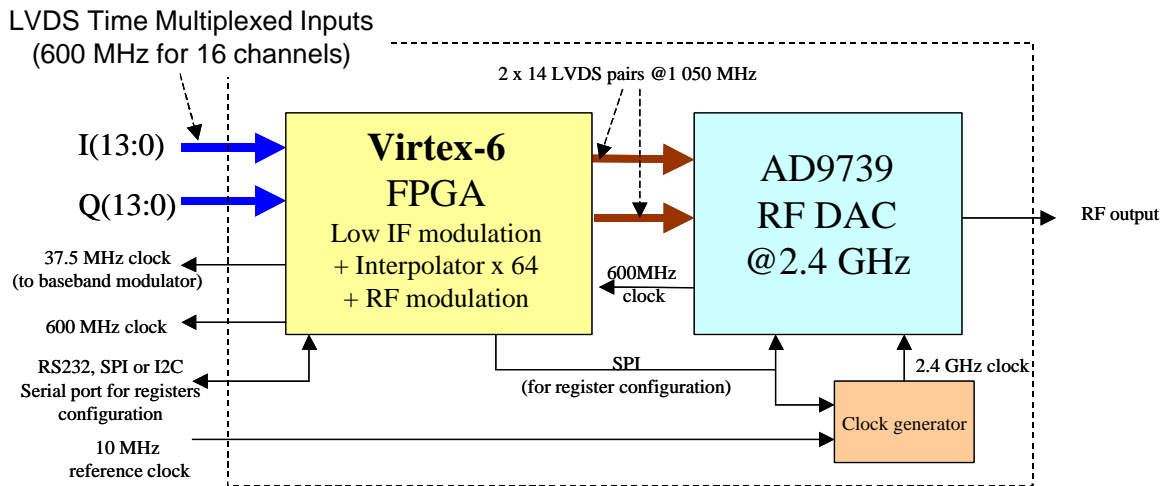 LVDS Time Multiplexed Inputs
(600 MHz for 16 channels)
2 x 14 LVDS pairs @1 050 MHz
I(13:0)
Q(13:0)
Virtex-6
FPGA
Low IF modulation
+ Interpolator x 64
+ RF modulation
AD9739
RF DAC
@2.4 GHz
RF output
37.5 MHz clock
(to baseband modulator)
600MHz
clock
600 MHz clock
RS232, SPI or I2C
Serial port for registers
configuration
SPI
(for register configuration)
2.4 GHz clock
Clock generator
10 MHz
reference clock